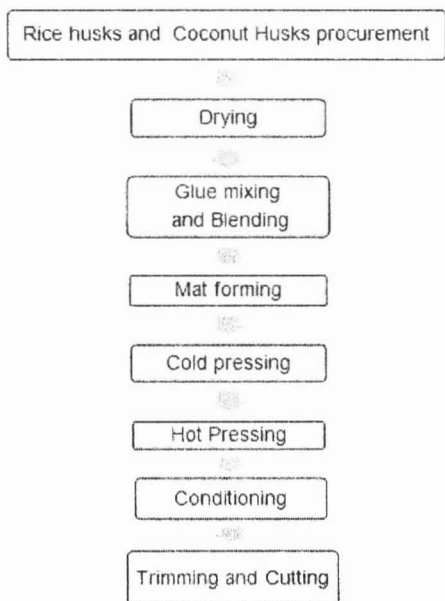 Rice husks and Coconut Husks procurement
Drying
Glue mixing
and Blending
Mat forming
Cold pressing
Hot Pressing
Conditioning
Trimming and Cutting